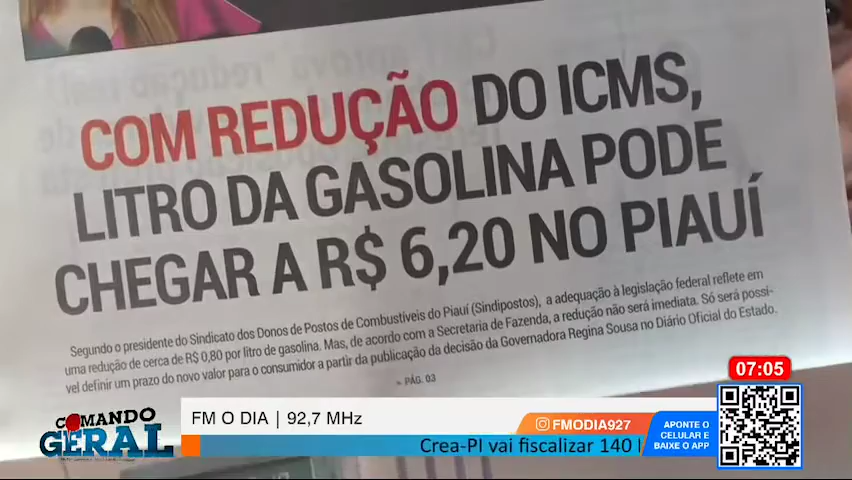 COM REDUÇÃO DO ICMS,
LITRO DA GASOLINA PODE
CHEGAR A R$ 6,20 NO PIAUÍ
Segundo o presidente do Sindicato dos Donos de Postos de Combustíveis do Piauí (Sindipostos), a adequação à legislação federal reflete em
uma redução de cerca de R$ 0,80 por litro de gasolina. Mas, de acordo com a Secretaria de Fazenda, a redução não será imediata. Só será possí-
vel definir um prazo do novo valor para o consumidor a partir da publicação da decisão da Governadora Regina Sousa no Diário Oficial do Estado.
PÁG. 03
07:05
COMANDO
GERAL
FM O DIA | 92,7 MHz
FMODIA927
APONTE O
CELULAR E
BAIXE O APP
Crea-PI vai fiscalizar 140